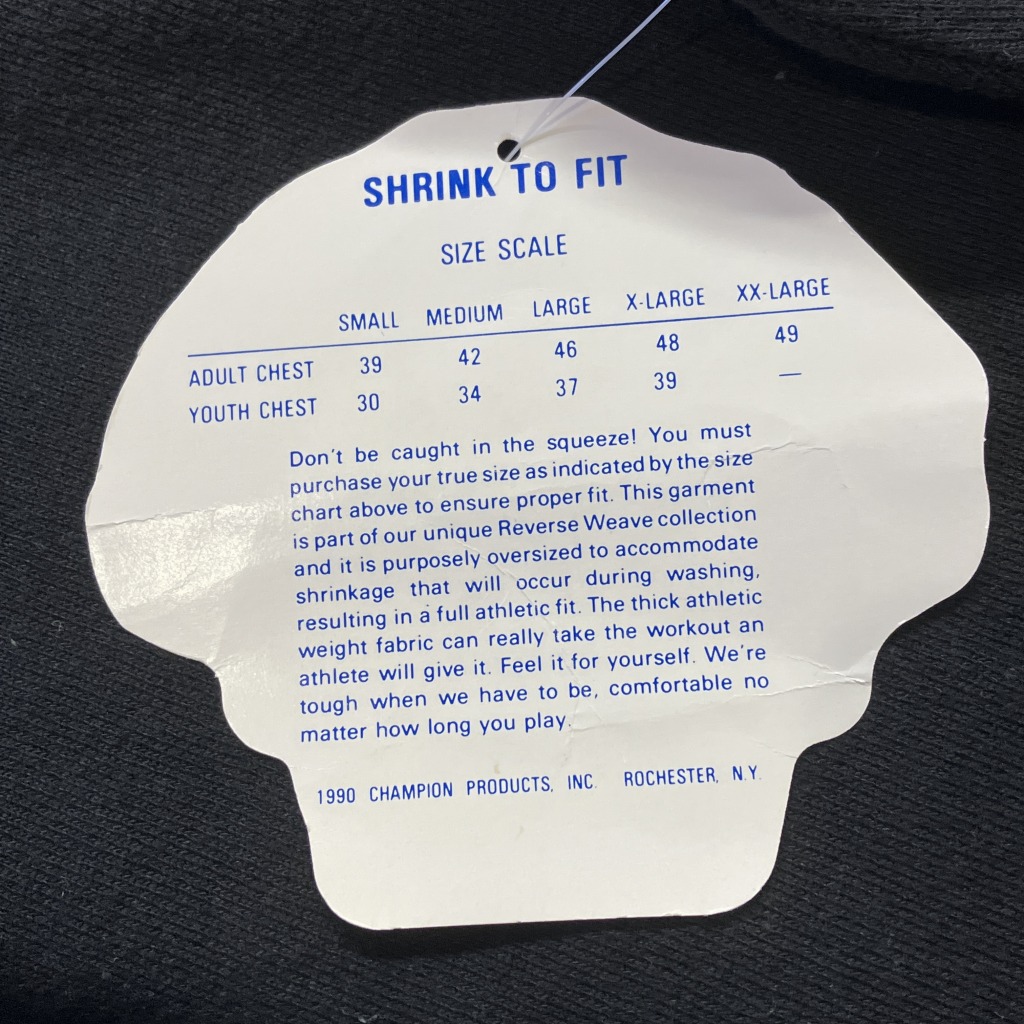 SHRINK TO FIT
SIZE SCALE
SMALL MEDIUM LARGE X-LARGE XX-LARGE
ADULT CHEST 39 42 46 48 49
YOUTH CHEST 30 34 37 39 —
Don't be caught in the squeeze! You must
purchase your true size as indicated by the size
chart above to ensure proper fit. This garment
is part of our unique Reverse Weave collection
and it is purposely oversized to accommodate
shrinkage that will occur during washing,
resulting in a full athletic fit. The thick athletic
weight fabric can really take the workout an
athlete will give it. Feel it for yourself. We're
tough when we have to be, comfortable no
matter how long you play.
1990 CHAMPION PRODUCTS, INC. ROCHESTER, N.Y.